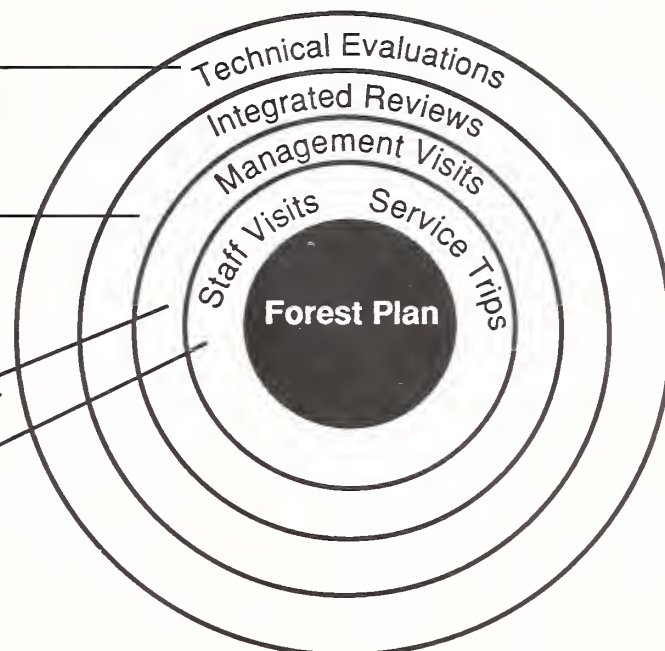 Technical Evaluations
Integrated Reviews
Management Visits
Staff Visits
Service Trips
Forest Plan